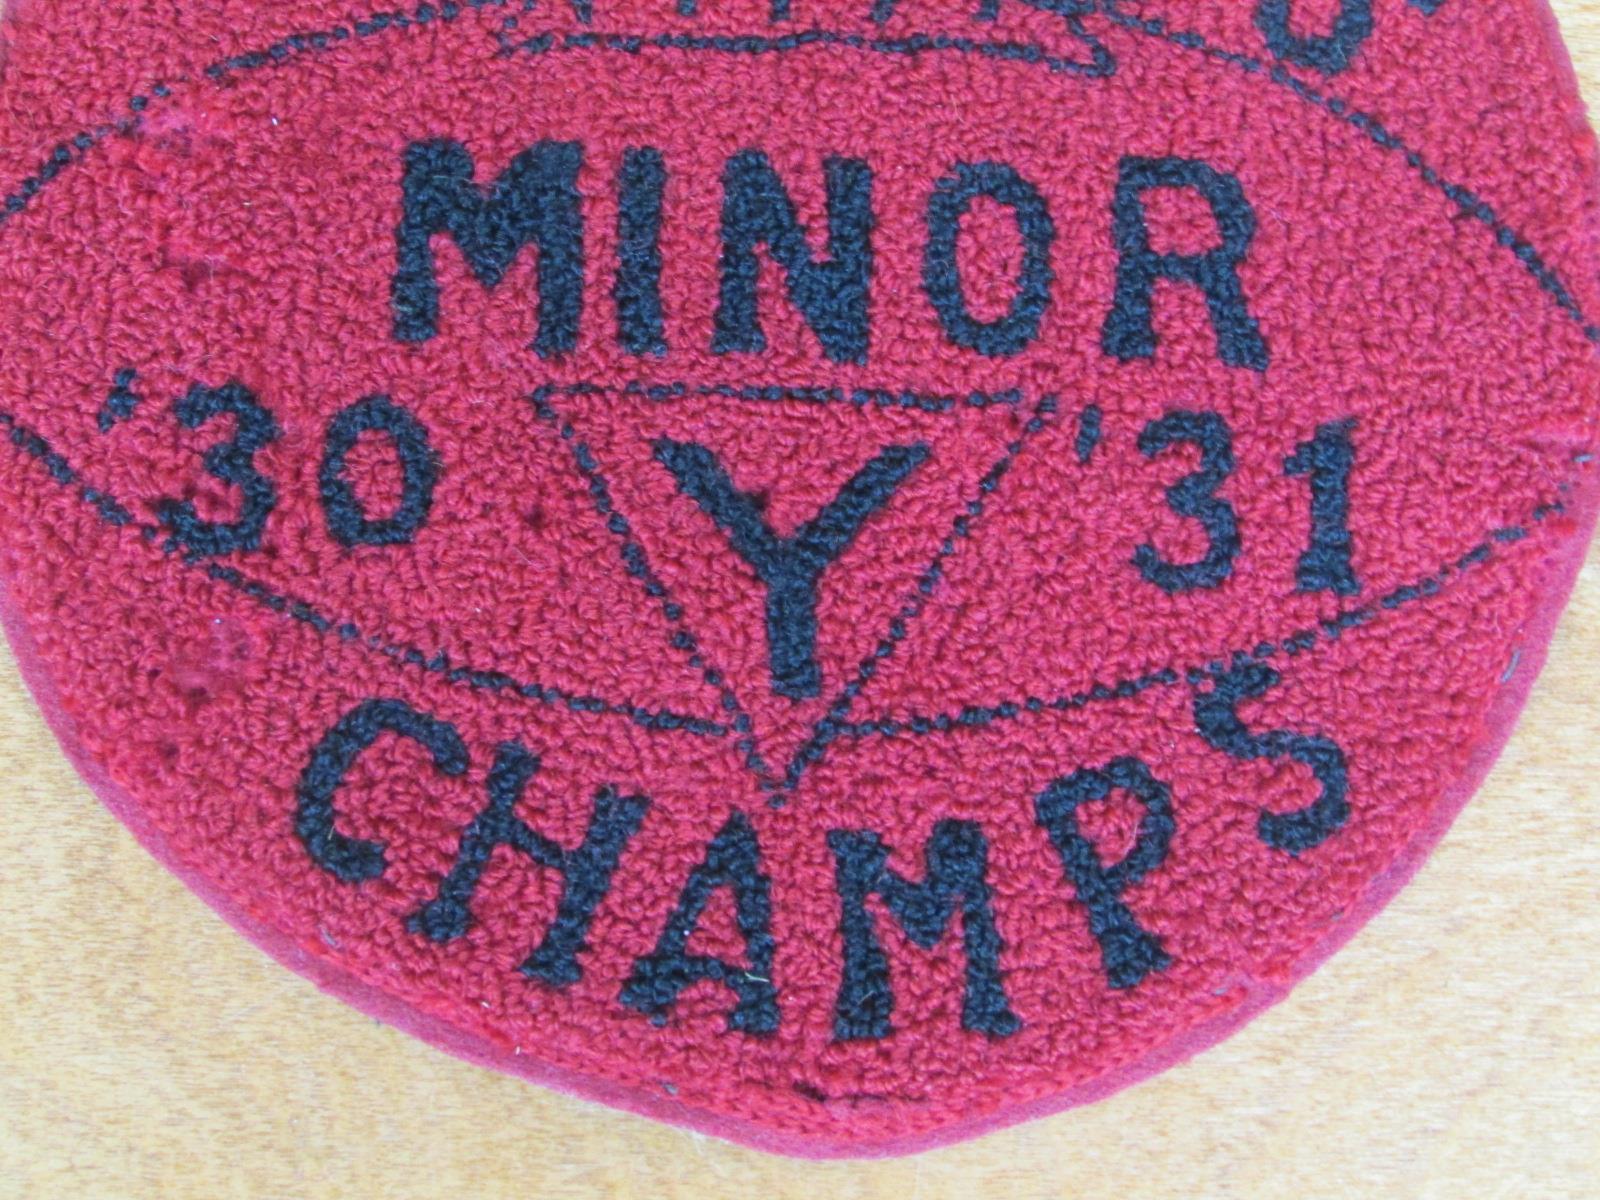 MINOR
'30 Y '31
CHAMPS